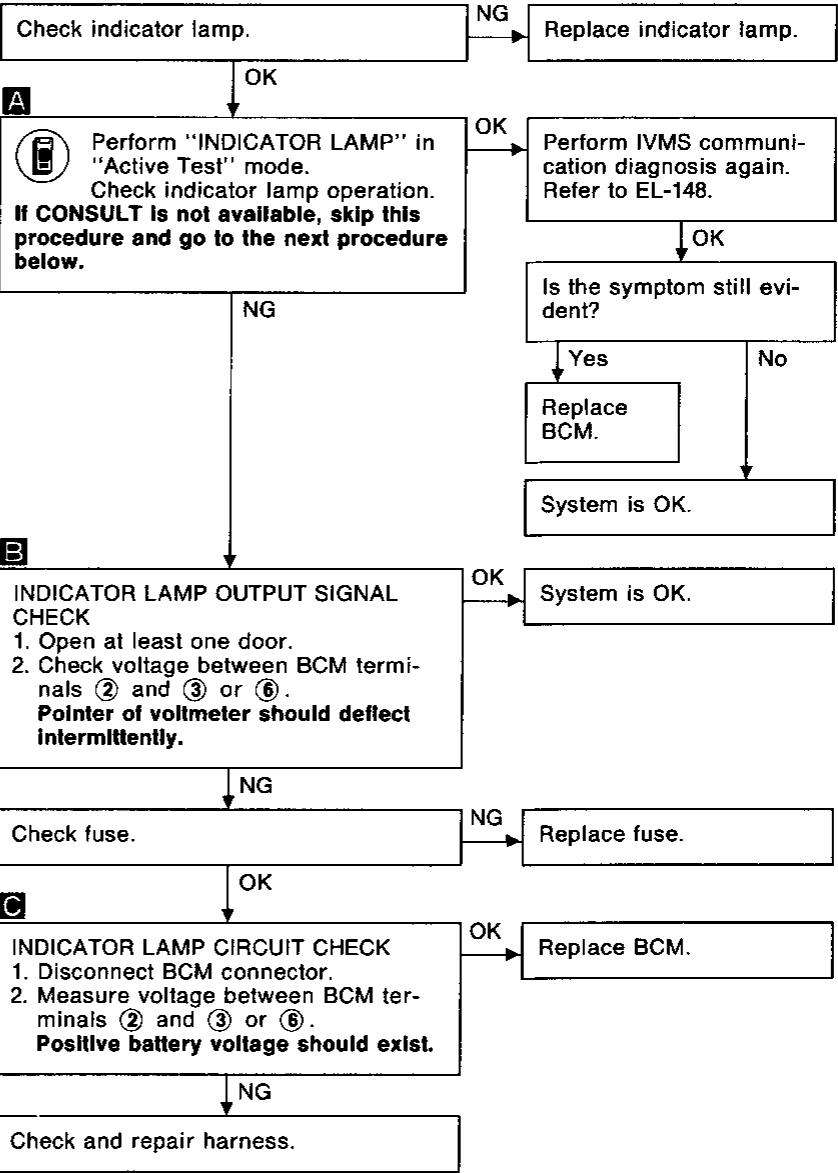 Check indicator lamp.
NG
Replace indicator lamp.
OK
A
Perform "INDICATOR LAMP" in
"Active Test" mode.
Check indicator lamp operation.
If CONSULT is not available, skip this
procedure and go to the next procedure
below.
OK
Perform IVMS communi-
cation diagnosis again.
Refer to EL-148.
OK
Is the symptom still evi-
dent?
Yes
No
Replace
BCM.
System is OK.
NG
B
INDICATOR LAMP OUTPUT SIGNAL
CHECK
1. Open at least one door.
2. Check voltage between BCM termi-
nals ② and ③ or ⑥.
Pointer of voltmeter should deflect
intermittently.
OK
System is OK.
NG
Check fuse.
NG
Replace fuse.
OK
C
INDICATOR LAMP CIRCUIT CHECK
1. Disconnect BCM connector.
2. Measure voltage between BCM ter-
minals ② and ③ or ⑥.
Positive battery voltage should exist.
OK
Replace BCM.
NG
Check and repair harness.